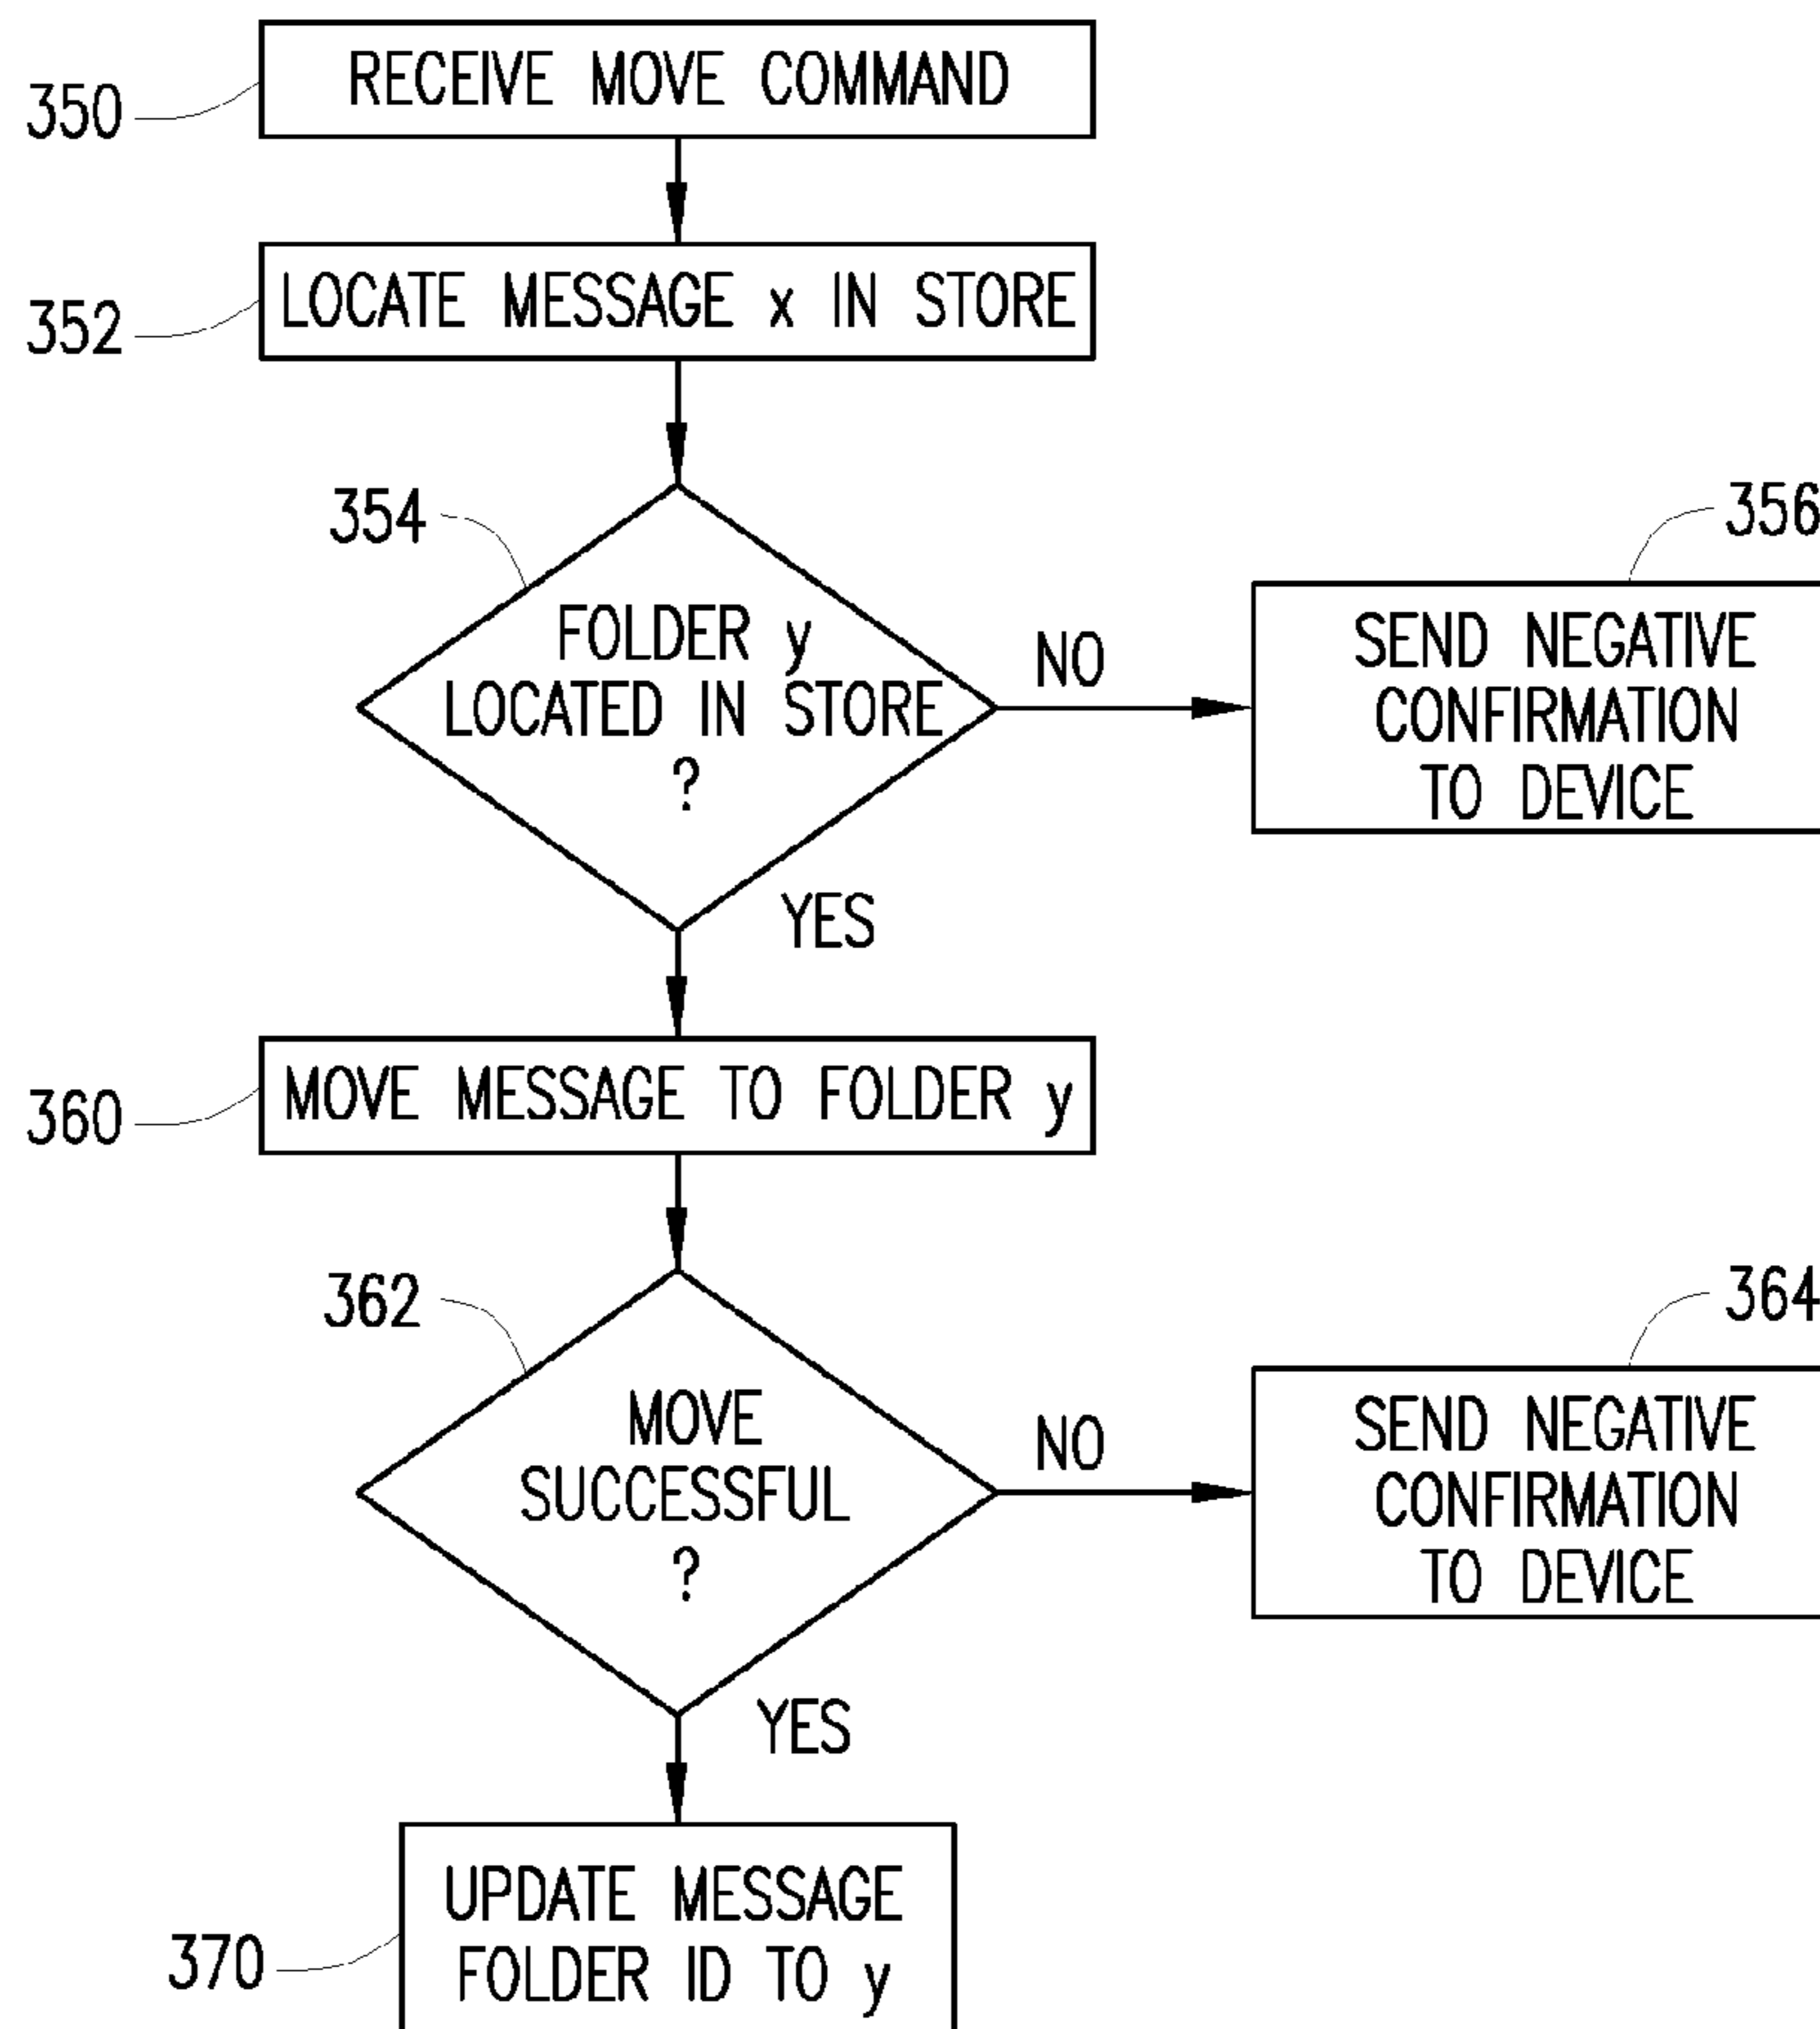 350
RECEIVE MOVE COMMAND
352
LOCATE MESSAGE x IN STORE
354
FOLDER y
LOCATED IN STORE
?
NO
356
SEND NEGATIVE
CONFIRMATION
TO DEVICE
YES
360
MOVE MESSAGE TO FOLDER y
362
MOVE
SUCCESSFUL
?
NO
364
SEND NEGATIVE
CONFIRMATION
TO DEVICE
YES
370
UPDATE MESSAGE
FOLDER ID TO y